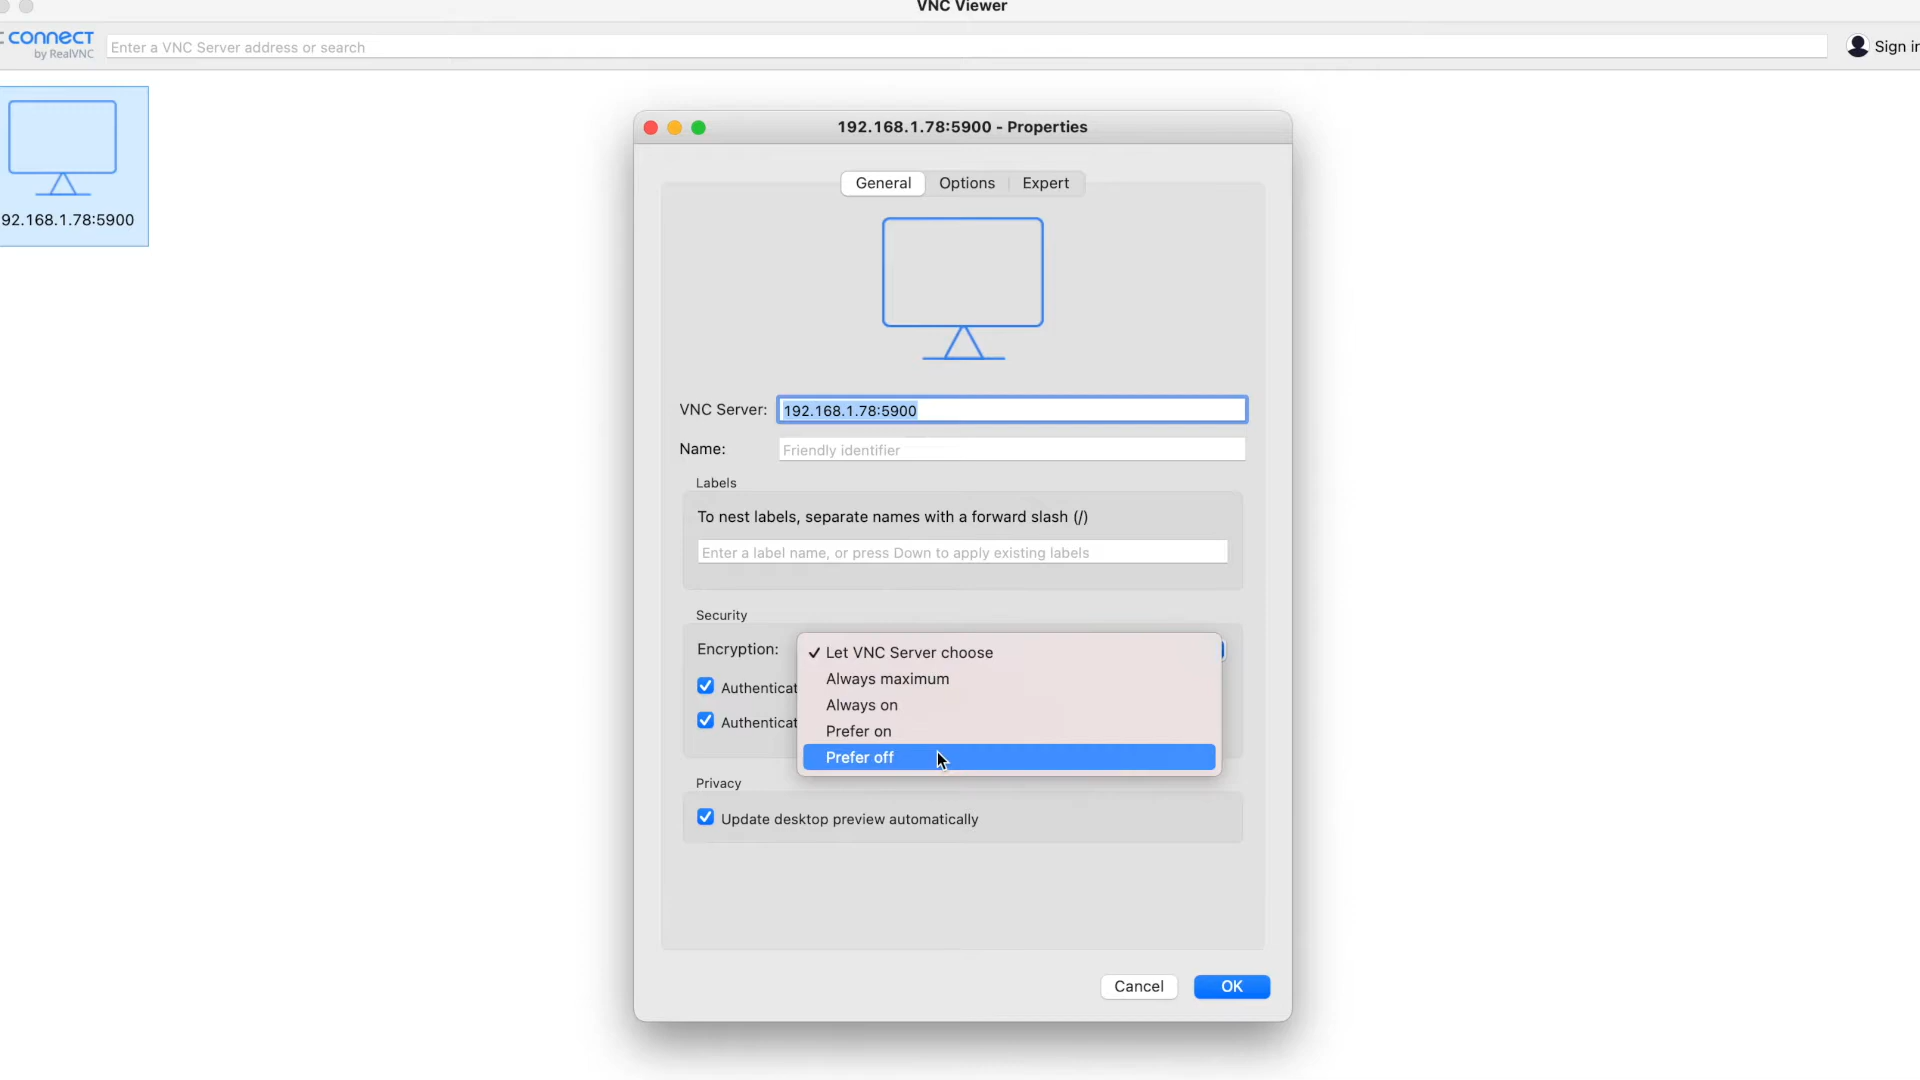 VNC Viewer
connect
by RealVNC
Enter a VNC Server address or search
Sign in
92.168.1.78:5900
192.168.1.78:5900 - Properties
General
Options
Expert
VNC Server:
192.168.1.78:5900
Name:
Friendly identifier
Labels
To nest labels, separate names with a forward slash (/)
Enter a label name, or press Down to apply existing labels
Security
Encryption:
✓ Let VNC Server choose
Always maximum
Always on
Prefer on
Prefer off
Authenticat
Authenticat
Privacy
Update desktop preview automatically
Cancel
OK